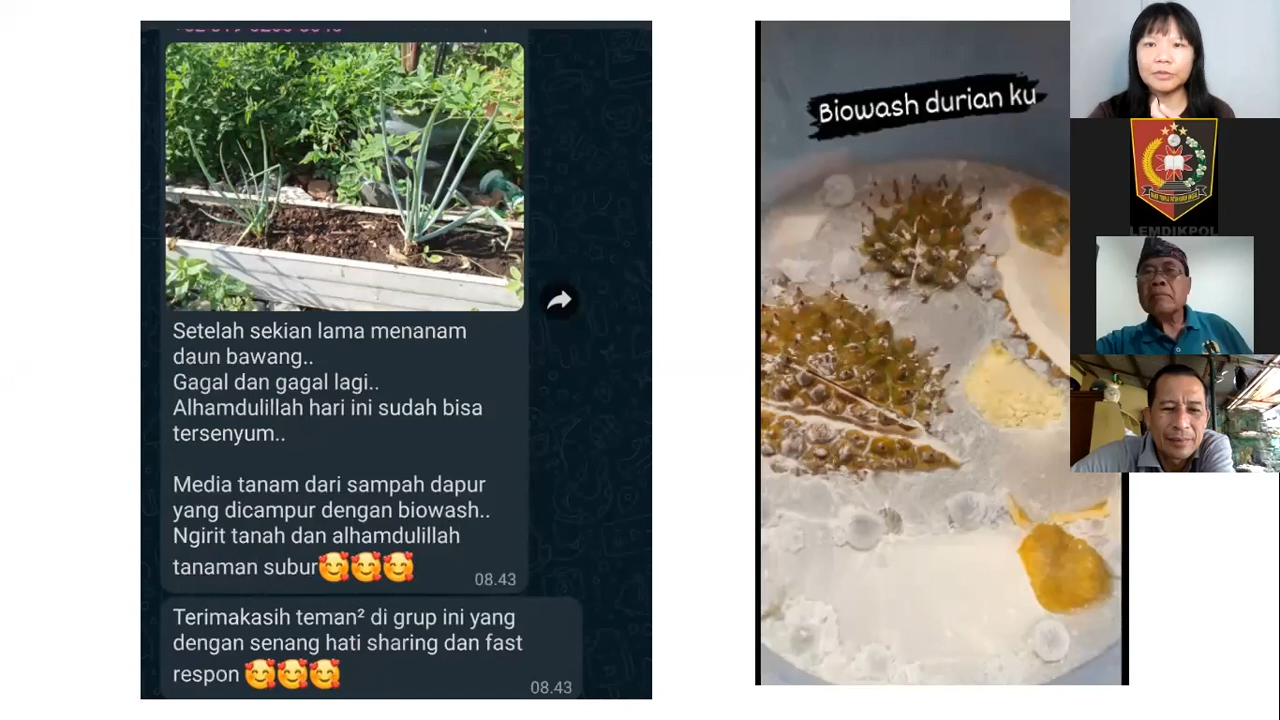 Setelah sekian lama menanam
daun bawang..
Gagal dan gagal lagi..
Alhamdulillah hari ini sudah bisa
tersenyum..
Media tanam dari sampah dapur
yang dicampur dengan biowash..
Ngirit tanah dan alhamdulillah
tanaman subur🥰🥰🥰
08.43
Terimakasih teman² di grup ini yang
dengan senang hati sharing dan fast
respon 🥰🥰🥰
08.43
Biowash durian ku
LEMDIKPOL